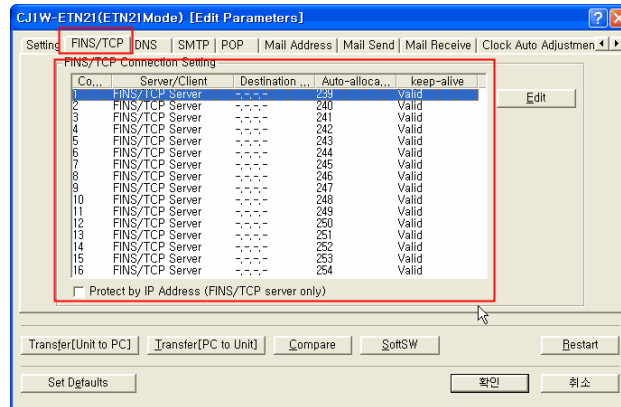 CJ1W-ETN21(ETN21Mode) [Edit Parameters]
Setting FINS/TCP DNS SMTP POP Mail Address Mail Send Mail Receive Clock Auto Adjustmen
FINS/TCP Connection Setting
Co... Server/Client Destination ... Auto-alloca... keep-alive
1 FINS/TCP Server -.-.-.- 239 Valid
2 FINS/TCP Server -.-.-.- 240 Valid
3 FINS/TCP Server -.-.-.- 241 Valid
4 FINS/TCP Server -.-.-.- 242 Valid
5 FINS/TCP Server -.-.-.- 243 Valid
6 FINS/TCP Server -.-.-.- 244 Valid
7 FINS/TCP Server -.-.-.- 245 Valid
8 FINS/TCP Server -.-.-.- 246 Valid
9 FINS/TCP Server -.-.-.- 247 Valid
10 FINS/TCP Server -.-.-.- 248 Valid
11 FINS/TCP Server -.-.-.- 249 Valid
12 FINS/TCP Server -.-.-.- 250 Valid
13 FINS/TCP Server -.-.-.- 251 Valid
14 FINS/TCP Server -.-.-.- 252 Valid
15 FINS/TCP Server -.-.-.- 253 Valid
16 FINS/TCP Server -.-.-.- 254 Valid
Edit
Protect by IP Address (FINS/TCP server only)
Transfer[Unit to PC] Transfer[PC to Unit] Compare SoftSW Restart
Set Defaults 확인 취소